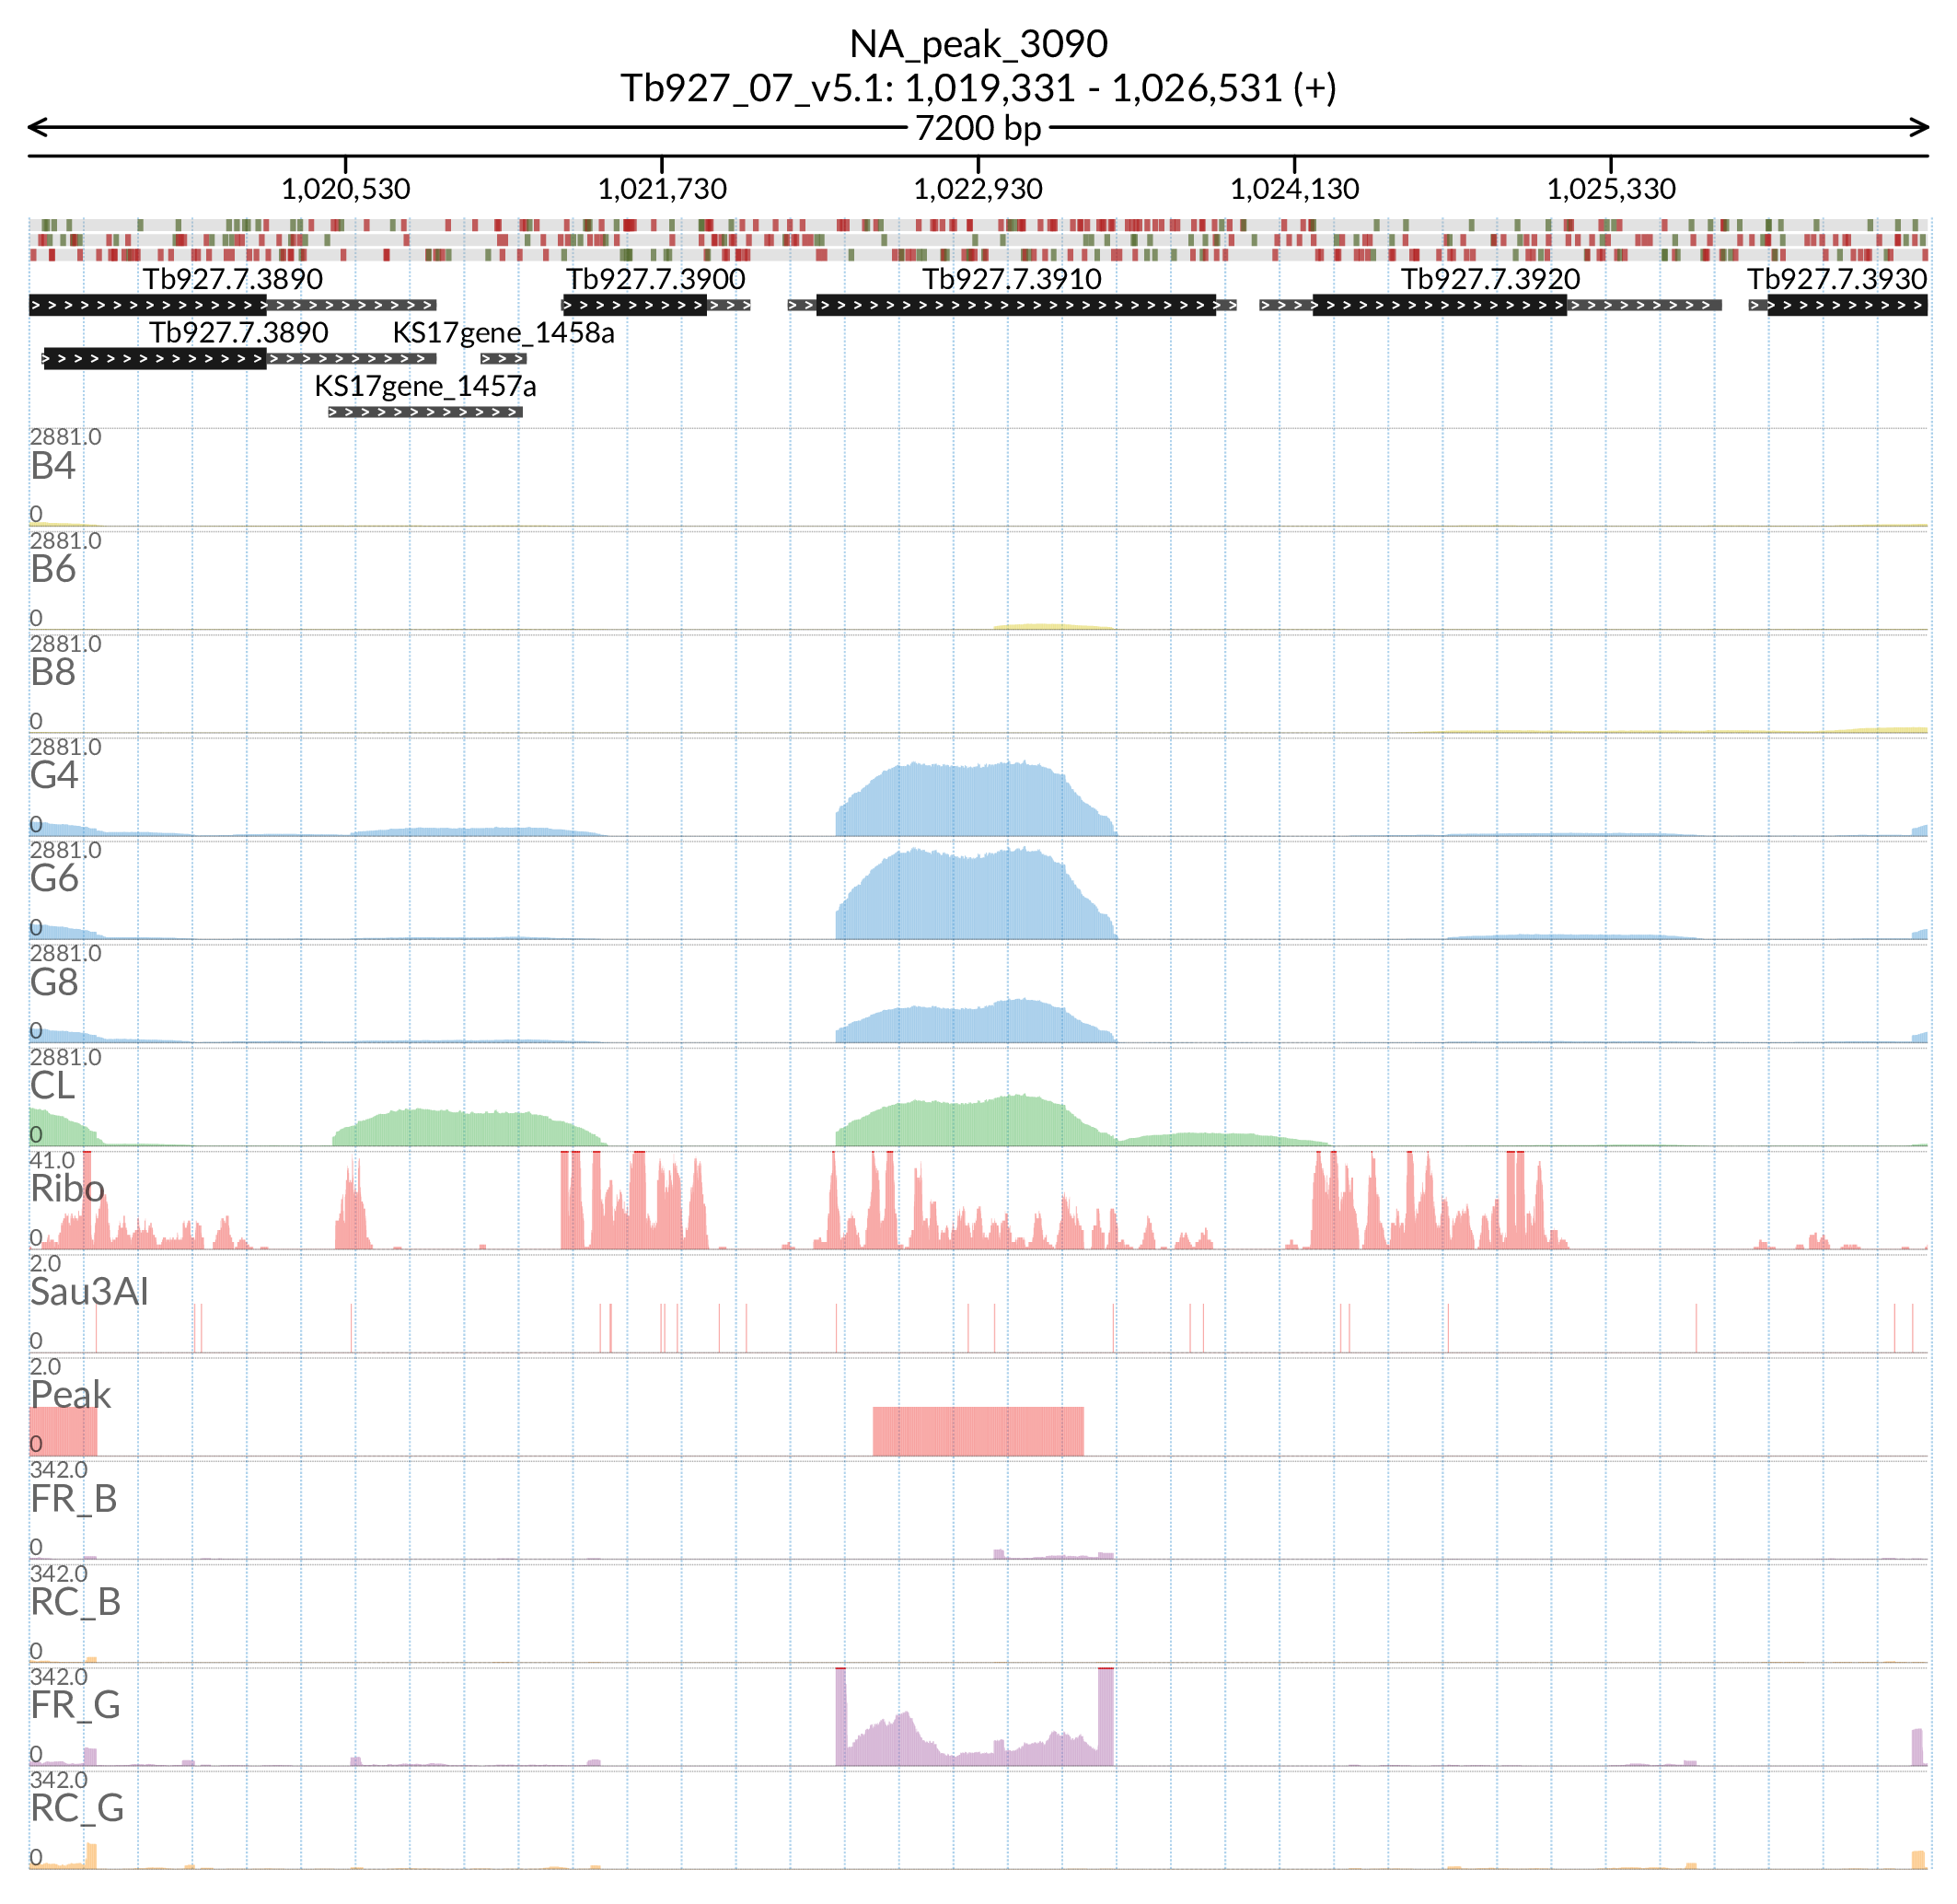 NA_peak_3090
Tb927_07_v5.1: 1,019,331 - 1,026,531 (+)
7200 bp
1,020,530 1,021,730 1,022,930 1,024,130 1,025,330
Tb927.7.3890 Tb927.7.3900 Tb927.7.3910 Tb927.7.3920 Tb927.7.3930
Tb927.7.3890 KS17gene_1458a
KS17gene_1457a
2881.0
B4
0
2881.0
B6
0
2881.0
B8
0
2881.0
G4
0
2881.0
G6
0
2881.0
G8
0
2881.0
CL
0
41.0
Ribo
0
2.0
Sau3AI
0
2.0
Peak
0
342.0
FR_B
0
342.0
RC_B
0
342.0
FR_G
0
342.0
RC_G
0